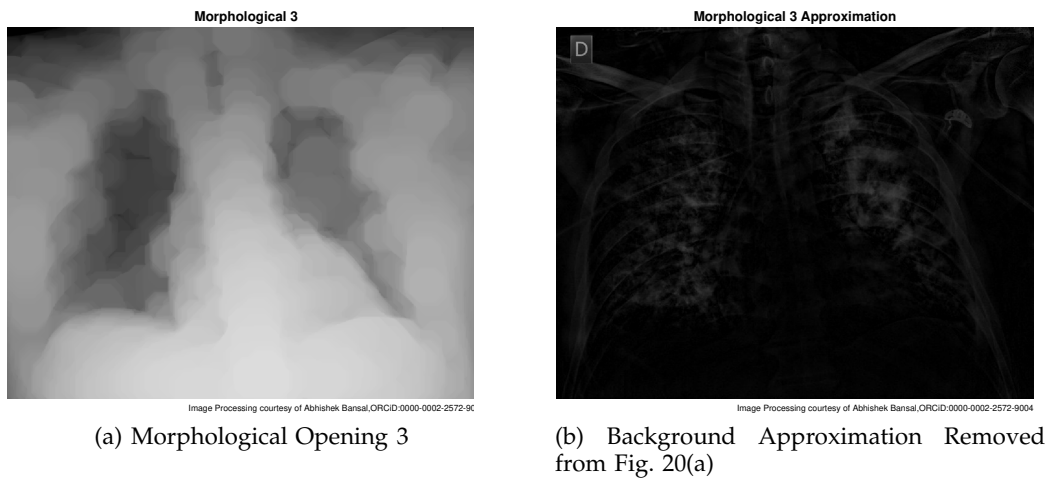 Morphological 3
Image Processing courtesy of Abhishek Bansal,ORCiD:0000-0002-2572-90
(a) Morphological Opening 3
Morphological 3 Approximation
D
Image Processing courtesy of Abhishek Bansal,ORCiD:0000-0002-2572-9004
(b) Background Approximation Removed
from Fig. 20(a)